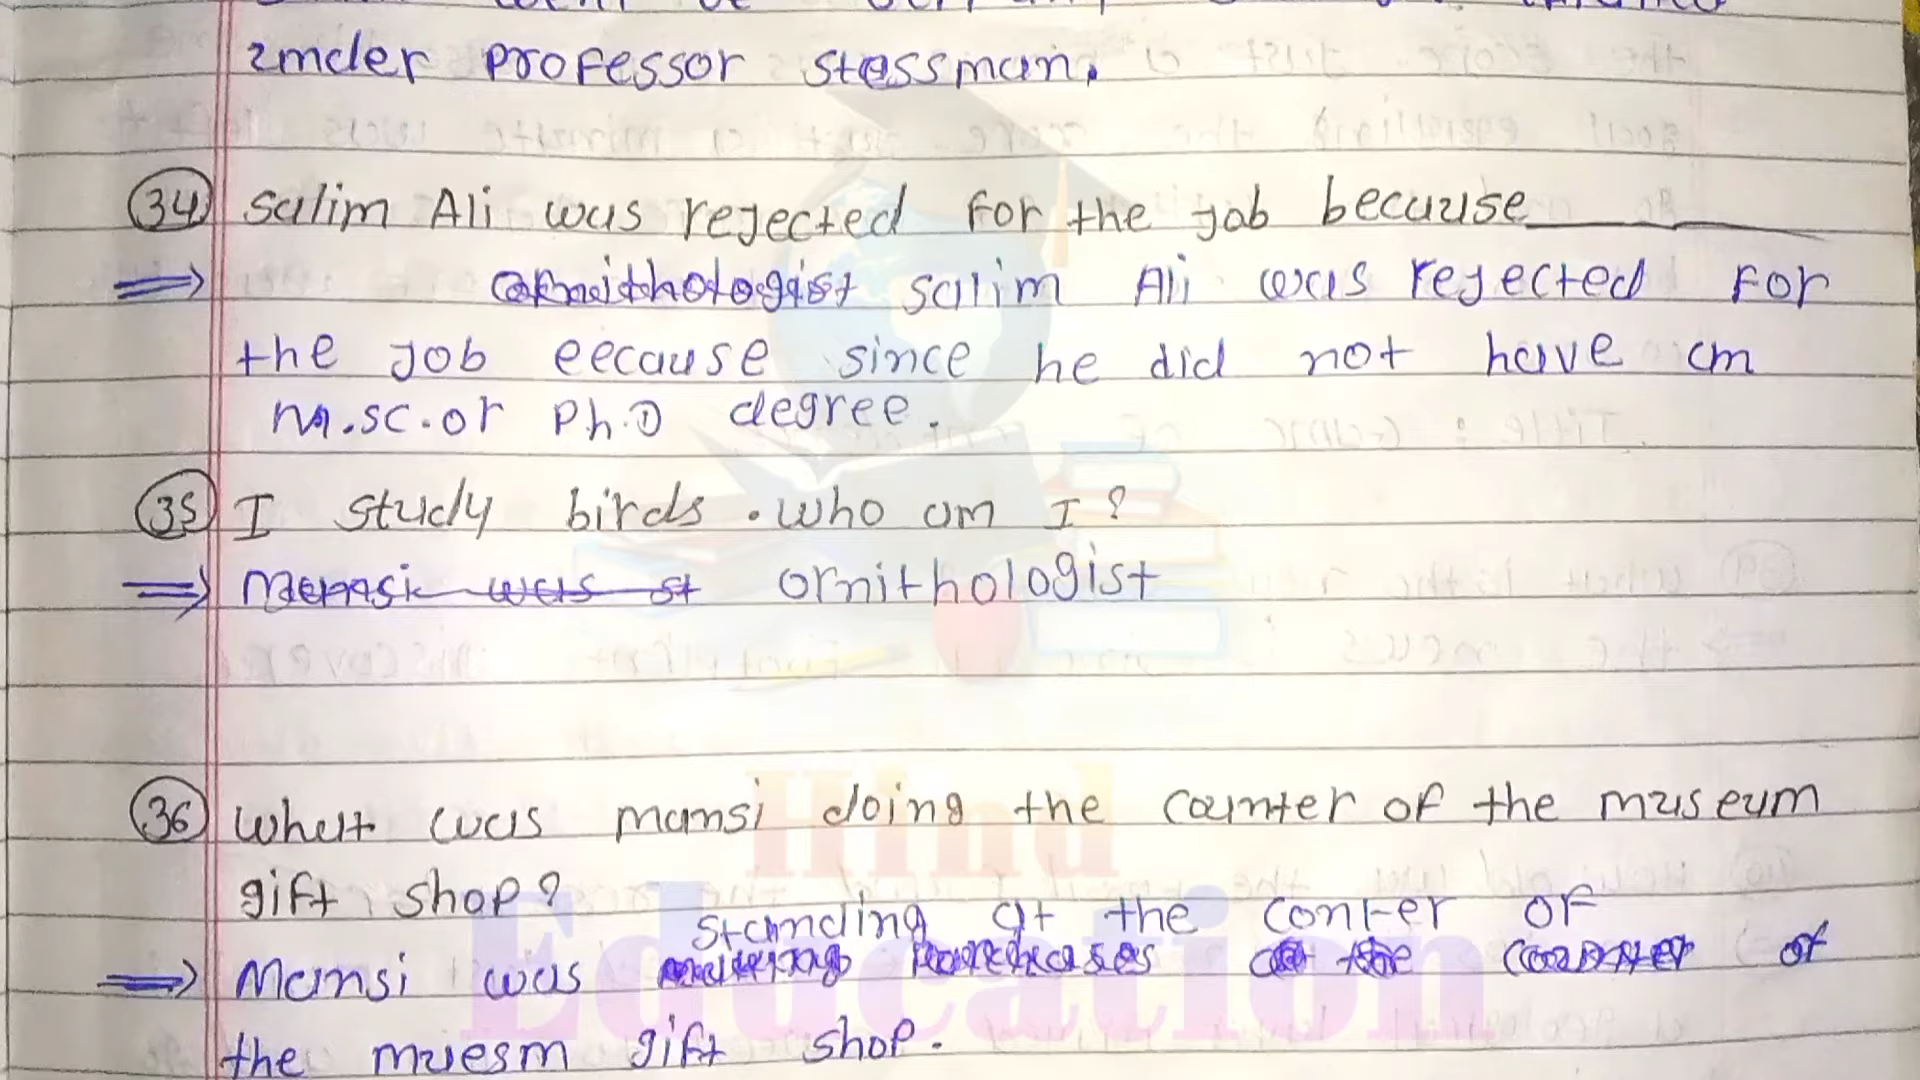 under professor stessman.
34 Salim Ali was rejected for the job because
⇒ salim Ali was rejected for
the job eecause since he did not have an
M.sc. or Ph.D degree.
35 I study birds. who am I?
⇒ ornithologist
36 What was mansi doing the counter of the museum
gift shop?
standing at the conter of
⇒ Mansi was
the muesm gift shop.
Hind
Education